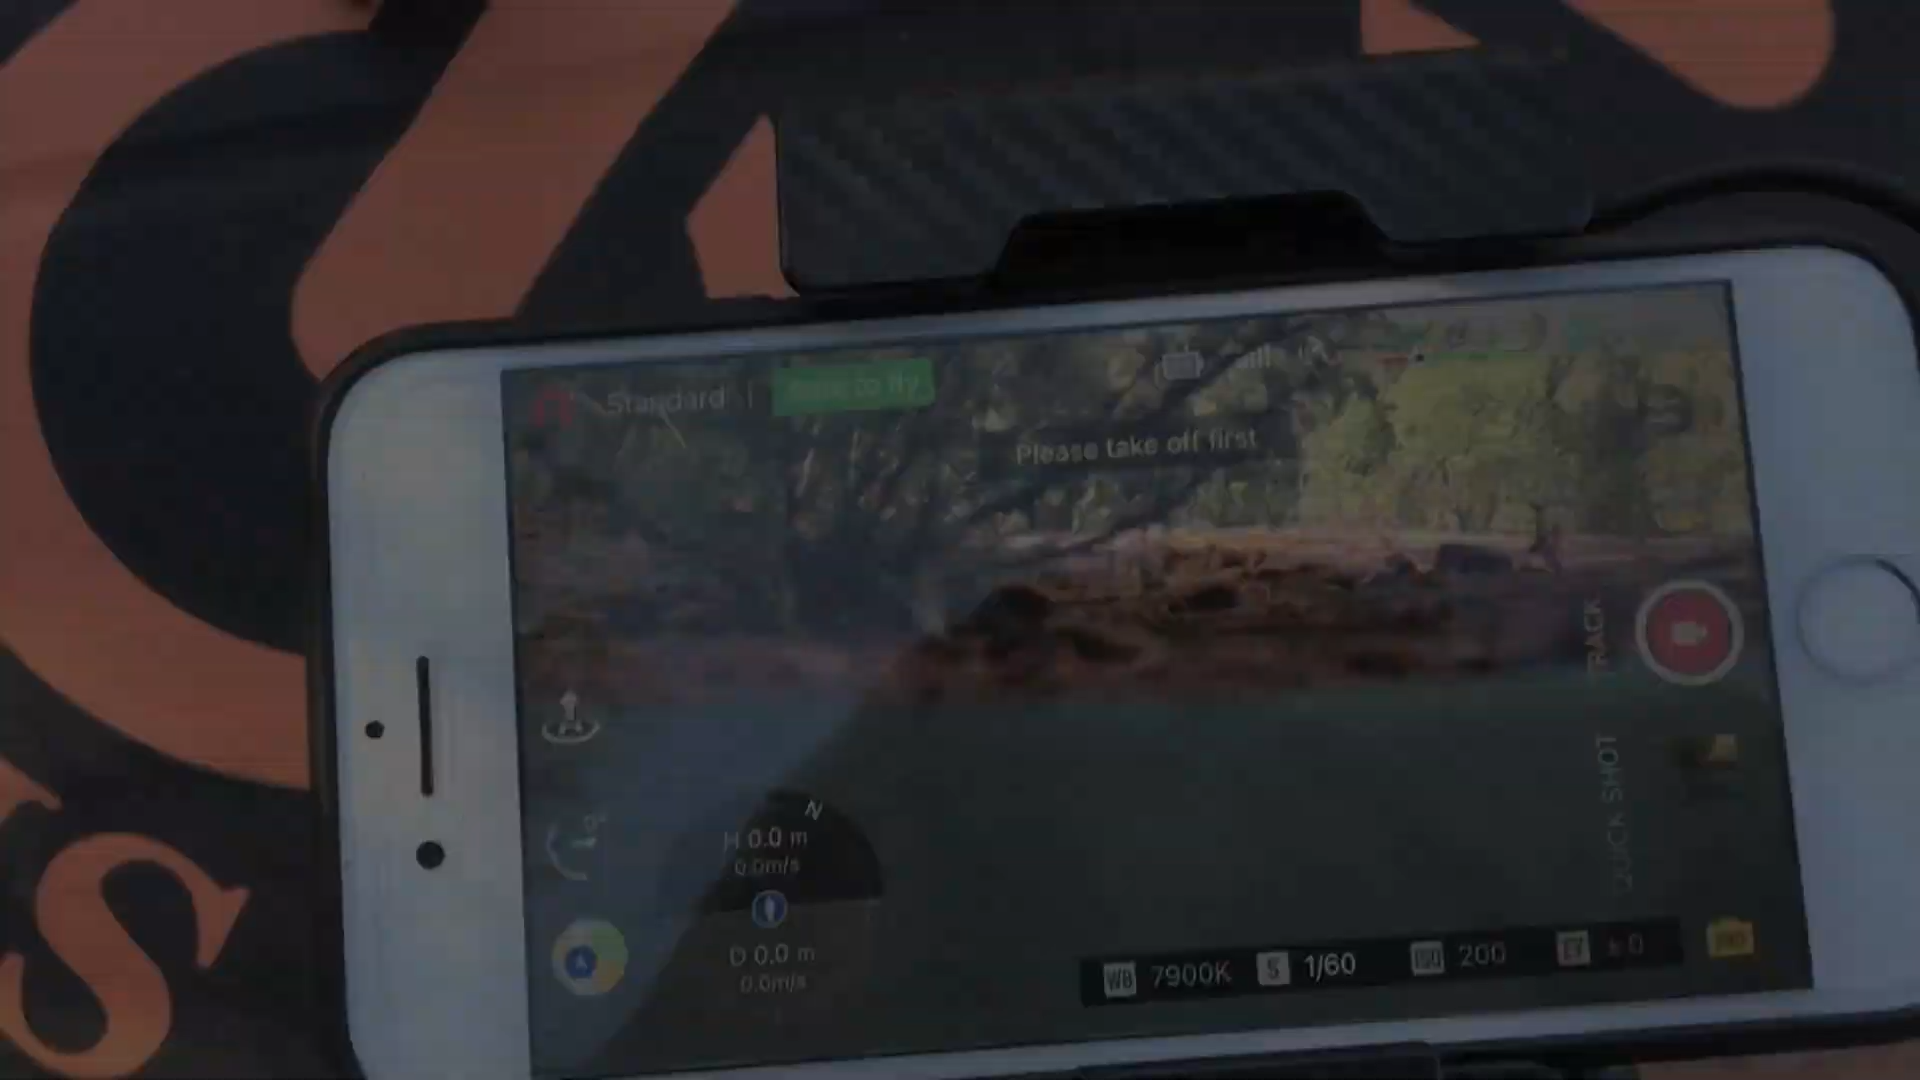 Standard | Ready to fly
Please take off first
TRACK
QUICK SHOT
N
H 0.0 m
0.0m/s
D 0.0 m
0.0m/s
WB 7900K S 1/60 ISO 200 EV ±0
S